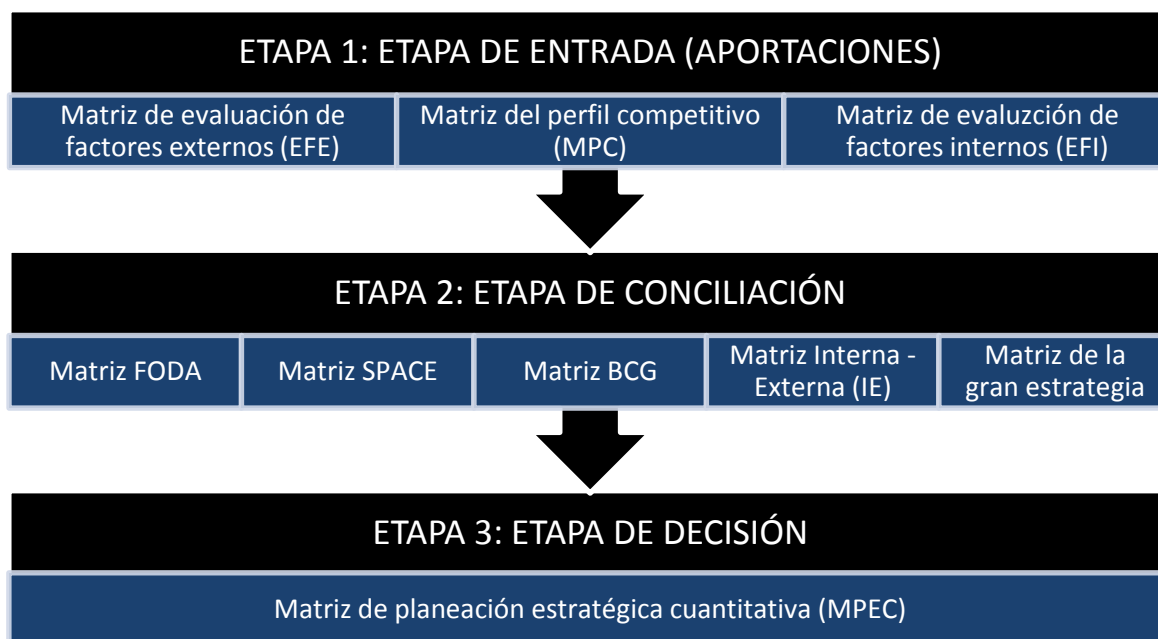 ETAPA 1: ETAPA DE ENTRADA (APORTACIONES)
Matriz de evaluación de
factores externos (EFE)
Matriz del perfil competitivo
(MPC)
Matriz de evaluzción de
factores internos (EFI)
ETAPA 2: ETAPA DE CONCILIACIÓN
Matriz FODA
Matriz SPACE
Matriz BCG
Matriz Interna -
Externa (IE)
Matriz de la
gran estrategia
ETAPA 3: ETAPA DE DECISIÓN
Matriz de planeación estratégica cuantitativa (MPEC)